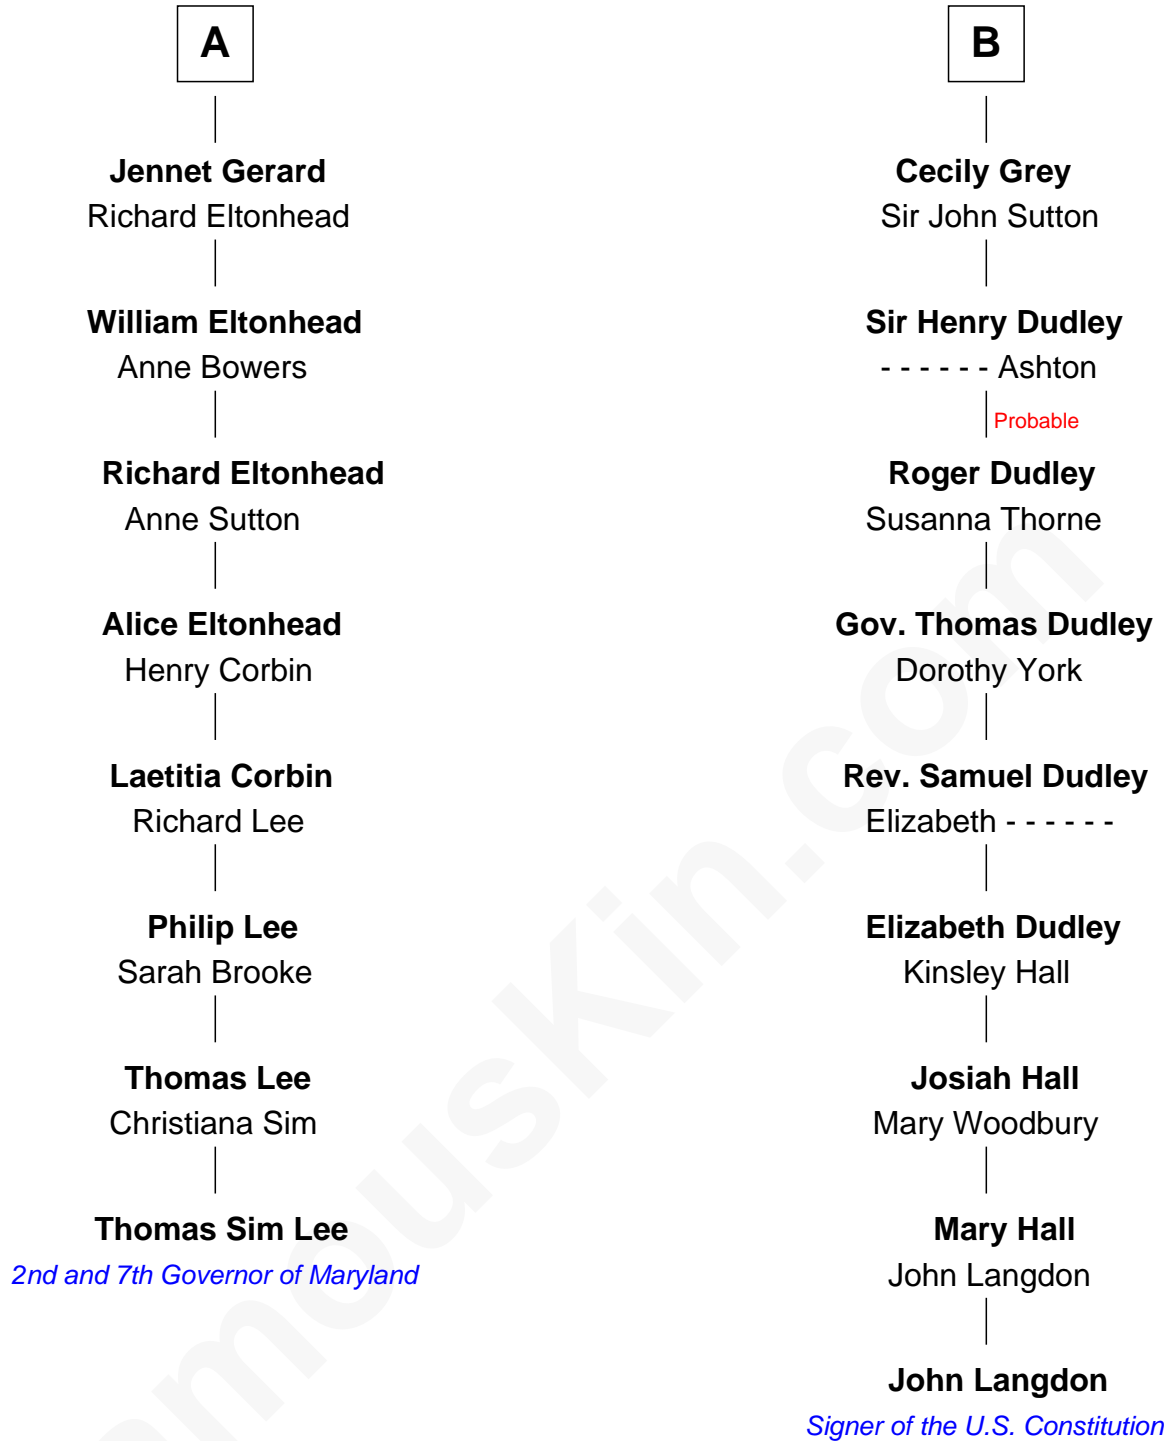 A
Jennet Gerard
Richard Eltonhead
William Eltonhead
Anne Bowers
Richard Eltonhead
Anne Sutton
Alice Eltonhead
Henry Corbin
Laetitia Corbin
Richard Lee
Philip Lee
Sarah Brooke
Thomas Lee
Christiana Sim
Thomas Sim Lee
2nd and 7th Governor of Maryland
B
Cecily Grey
Sir John Sutton
Sir Henry Dudley
- - - - - - Ashton
Probable
Roger Dudley
Susanna Thorne
Gov. Thomas Dudley
Dorothy York
Rev. Samuel Dudley
Elizabeth - - - - - -
Elizabeth Dudley
Kinsley Hall
Josiah Hall
Mary Woodbury
Mary Hall
John Langdon
John Langdon
Signer of the U.S. Constitution
amousKin.com